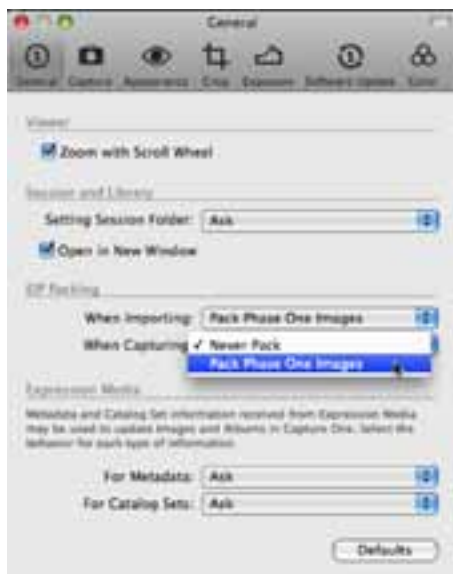 General
General Capture Appearance Crop Exposure Software Update Color
Viewer
Zoom with Scroll Wheel
Session and Library
Setting Session Folder: Ask
Open in New Window
EIP Packing
When Importing: Pack Phase One Images
When Capturing ✓ Never Pack
Pack Phase One Images
Expression Media
Metadata and Catalog Set information received from Expression Media
may be used to update Images and Albums in Capture One. Select the
behavior for each type of information.
For Metadata: Ask
For Catalog Sets: Ask
Defaults